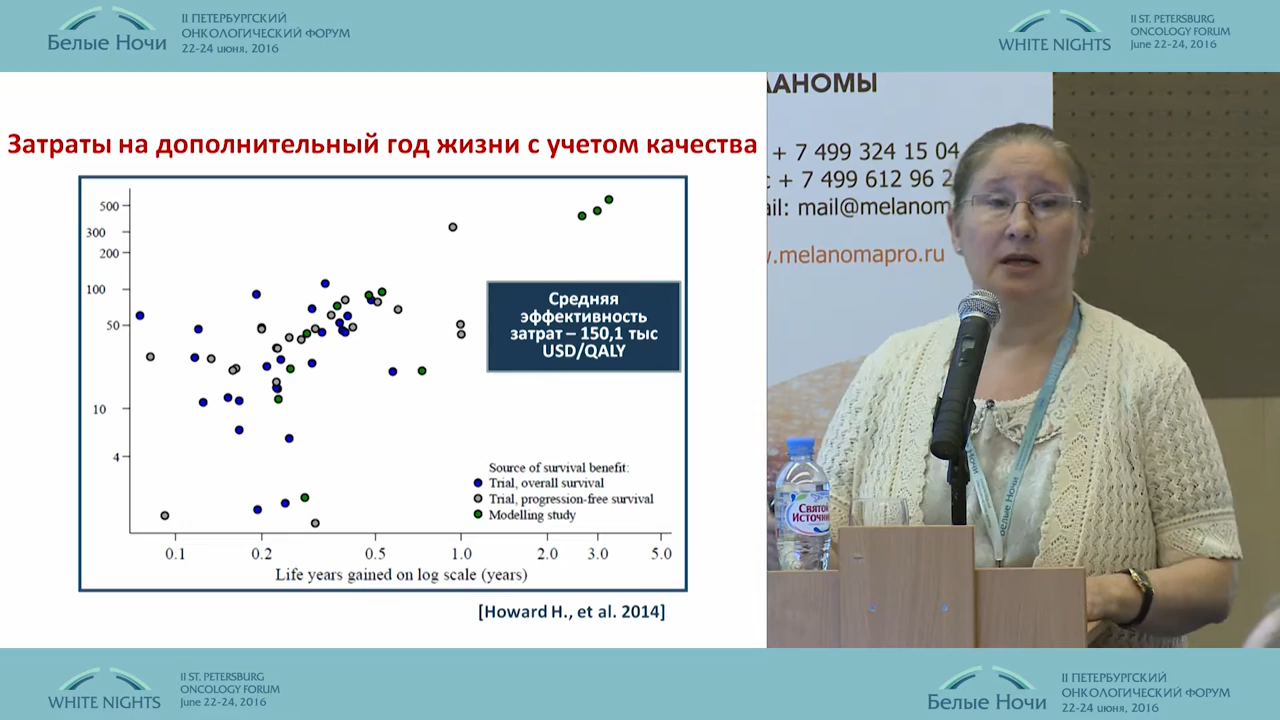 Белые Ночи
II ПЕТЕРБУРГСКИЙ
ОНКОЛОГИЧЕСКИЙ ФОРУМ
22-24 июня, 2016
WHITE NIGHTS
II ST. PETERSBURG
ONCOLOGY FORUM
June 22-24, 2016
Затраты на дополнительный год жизни с учетом качества
500
300
200
100
50
10
4
Средняя
эффективность
затрат – 150,1 тыс
USD/QALY
Source of survival benefit:
Trial, overall survival
Trial, progression-free survival
Modelling study
0.1 0.2 0.5 1.0 2.0 3.0 5.0
Life years gained on log scale (years)
[Howard H., et al. 2014]
ЛАНОМЫ
+ 7 499 324 15 04
+ 7 499 612 96 2
ail: mail@melanom
w.melanomapro.ru
Святой
Источник
Белые Ночи
WHITE NIGHTS
II ST. PETERSBURG
ONCOLOGY FORUM
June 22-24, 2016
Белые Ночи
II ПЕТЕРБУРГСКИЙ
ОНКОЛОГИЧЕСКИЙ ФОРУМ
22-24 июня, 2016